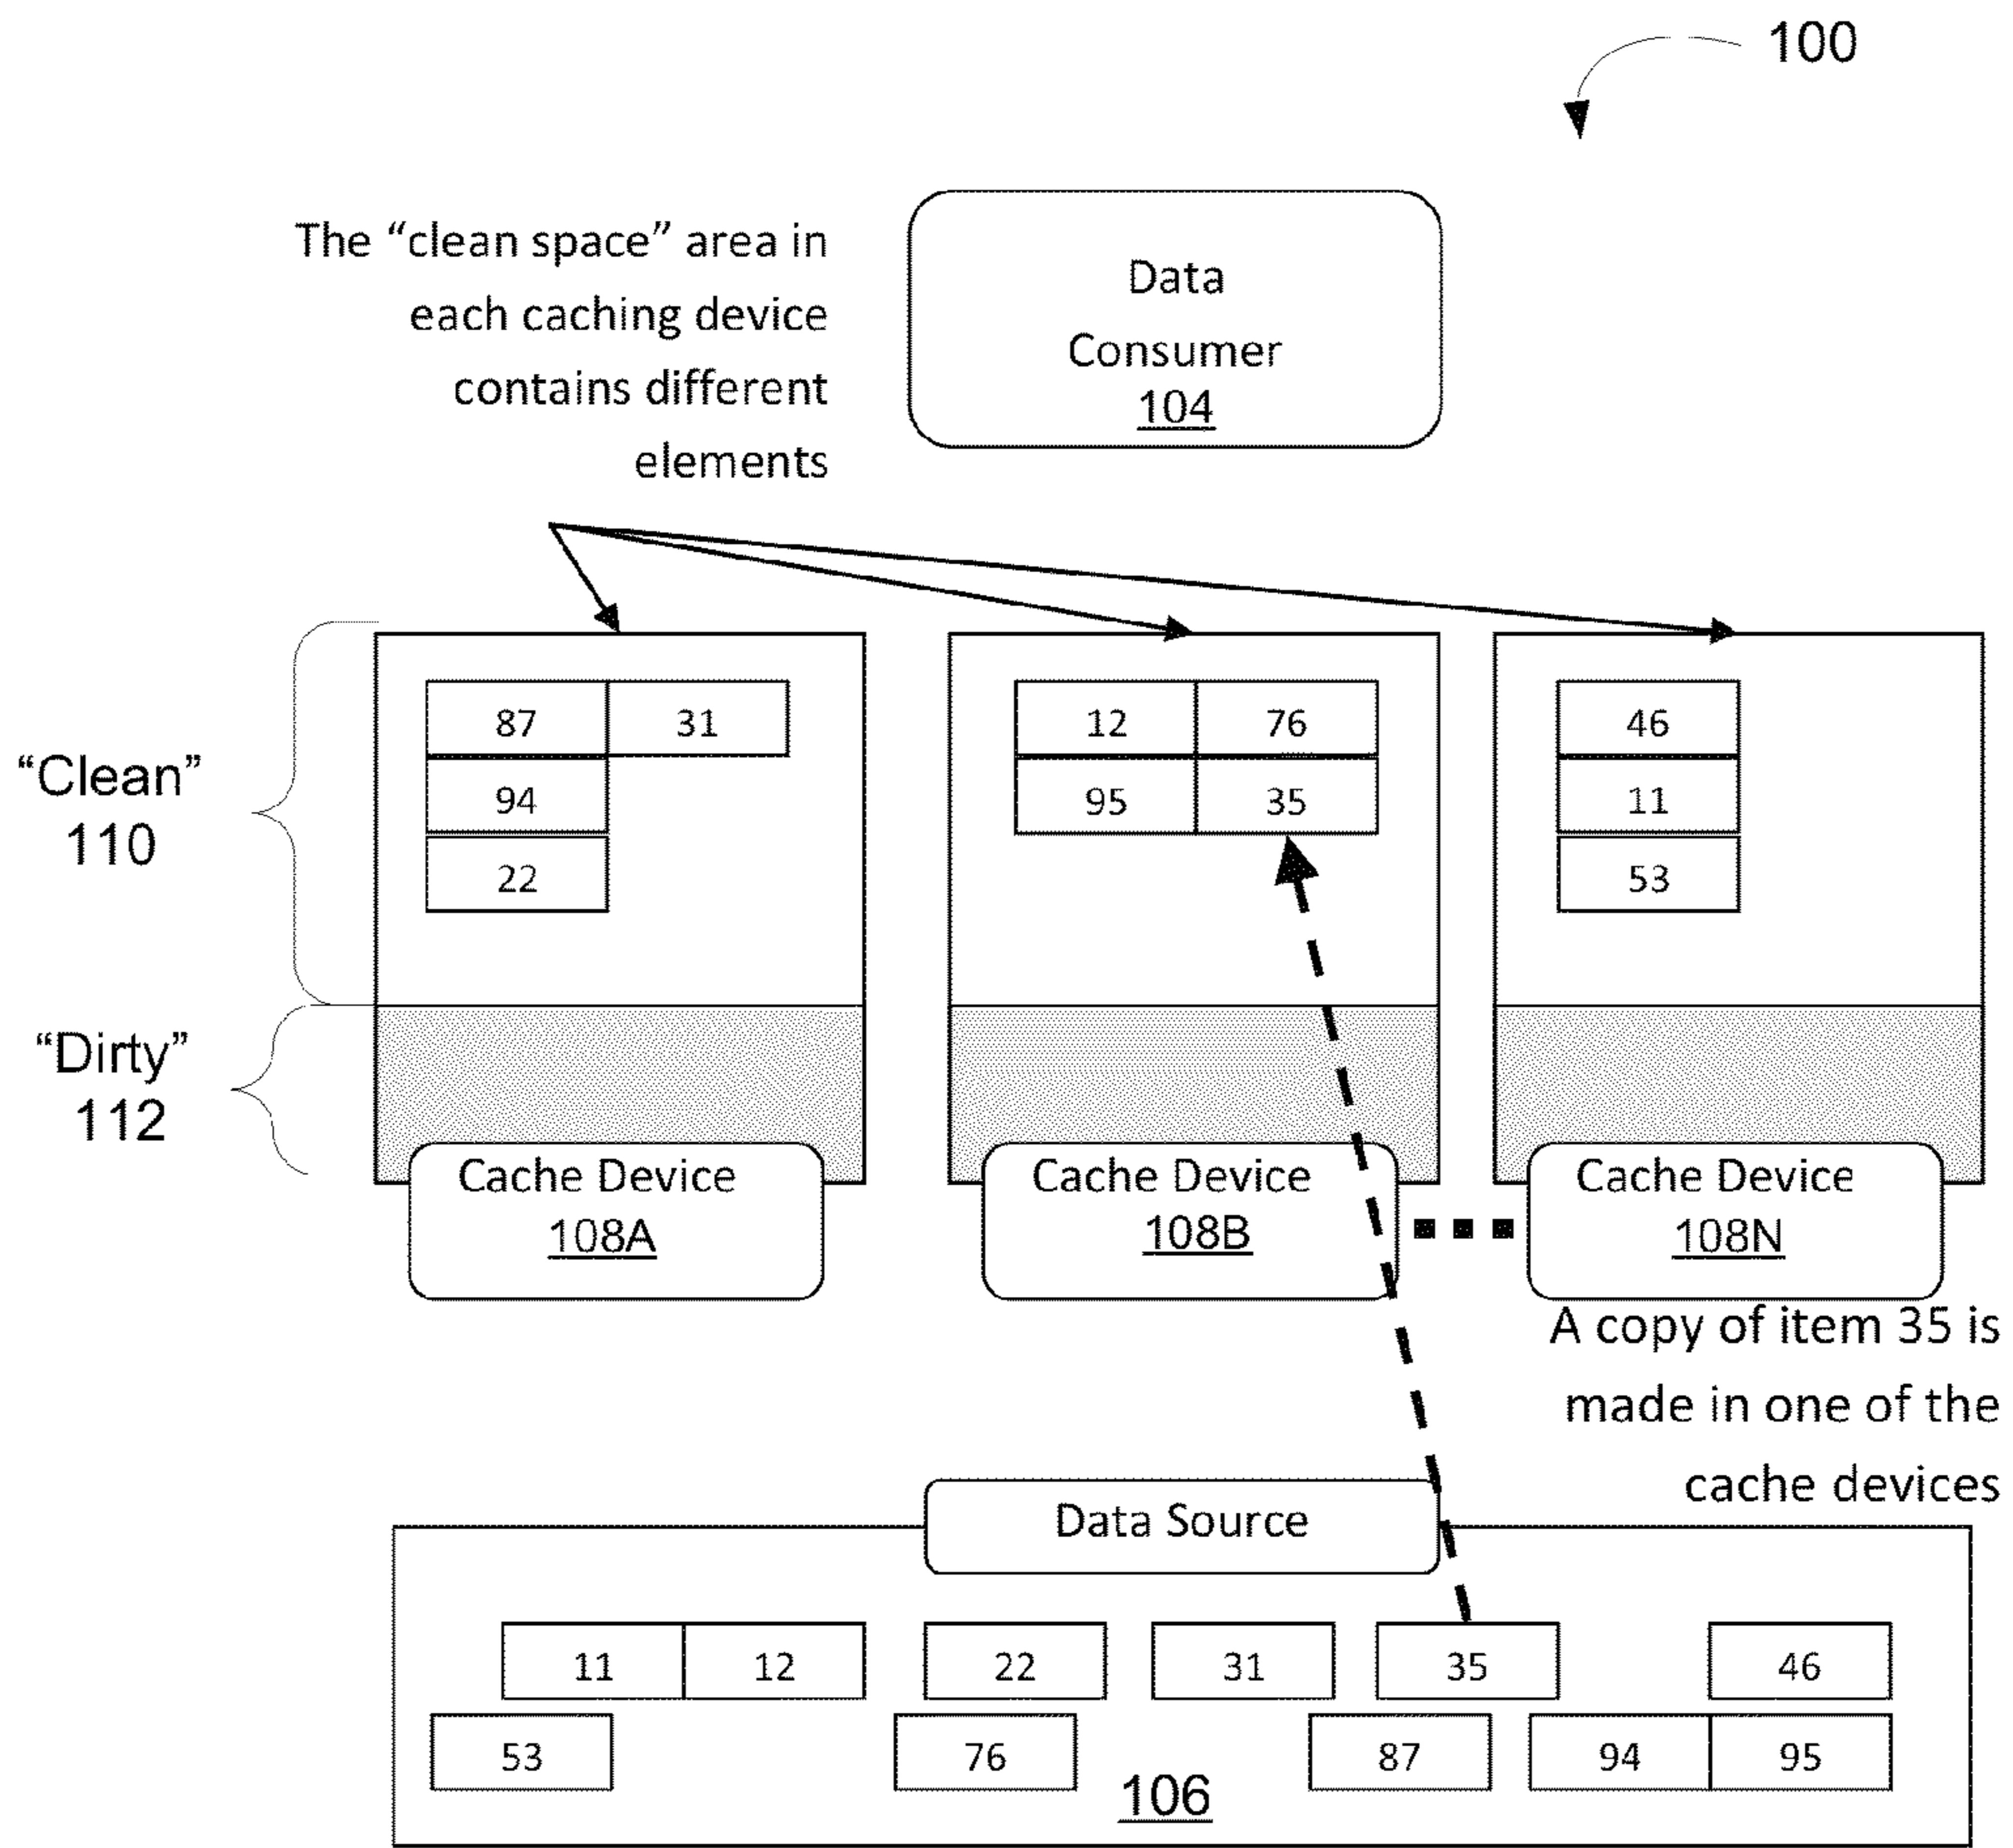 100
The “clean space” area in
each caching device
contains different
elements
Data
Consumer
104
“Clean”
110
87 31
94
22
12 76
95 35
46
11
53
“Dirty”
112
Cache Device
108A
Cache Device
108B
Cache Device
108N
A copy of item 35 is
made in one of the
cache devices
Data Source
11 12 22 31 35 46
53 76 87 94 95
106